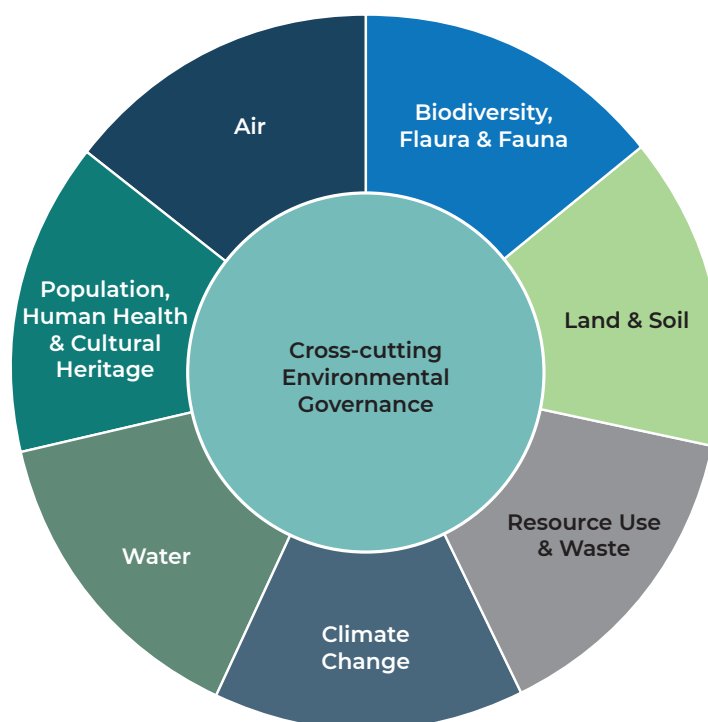 Air
Biodiversity,
Flaura & Fauna
Population,
Human Health
& Cultural
Heritage
Cross-cutting
Environmental
Governance
Land & Soil
Water
Resource Use
& Waste
Climate
Change